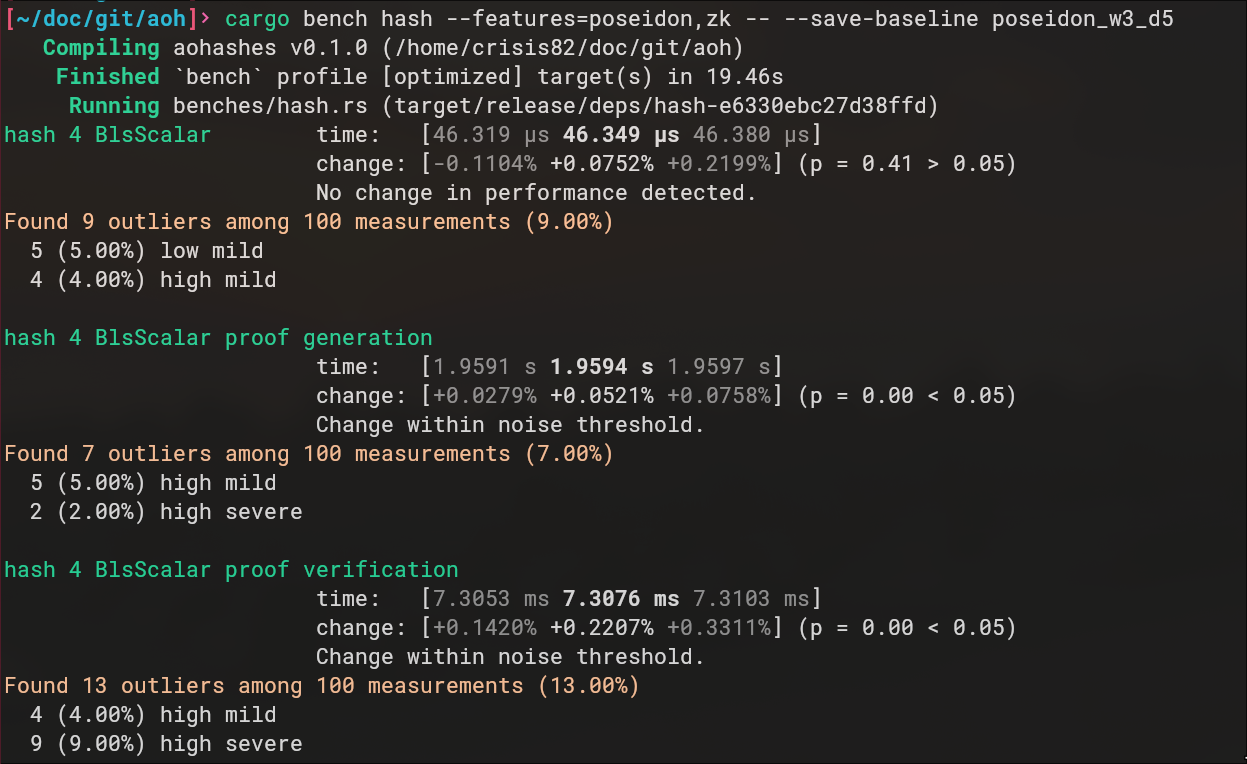 [~/doc/git/aoh]› cargo bench hash --features=poseidon,zk -- --save-baseline poseidon_w3_d5
Compiling aohashes v0.1.0 (/home/crisis82/doc/git/aoh)
Finished `bench` profile [optimized] target(s) in 19.46s
Running benches/hash.rs (target/release/deps/hash-e6330ebc27d38ffd)
hash 4 BlsScalar time: [46.319 µs 46.349 µs 46.380 µs]
change: [-0.1104% +0.0752% +0.2199%] (p = 0.41 > 0.05)
No change in performance detected.
Found 9 outliers among 100 measurements (9.00%)
5 (5.00%) low mild
4 (4.00%) high mild
hash 4 BlsScalar proof generation
time: [1.9591 s 1.9594 s 1.9597 s]
change: [+0.0279% +0.0521% +0.0758%] (p = 0.00 < 0.05)
Change within noise threshold.
Found 7 outliers among 100 measurements (7.00%)
5 (5.00%) high mild
2 (2.00%) high severe
hash 4 BlsScalar proof verification
time: [7.3053 ms 7.3076 ms 7.3103 ms]
change: [+0.1420% +0.2207% +0.3311%] (p = 0.00 < 0.05)
Change within noise threshold.
Found 13 outliers among 100 measurements (13.00%)
4 (4.00%) high mild
9 (9.00%) high severe